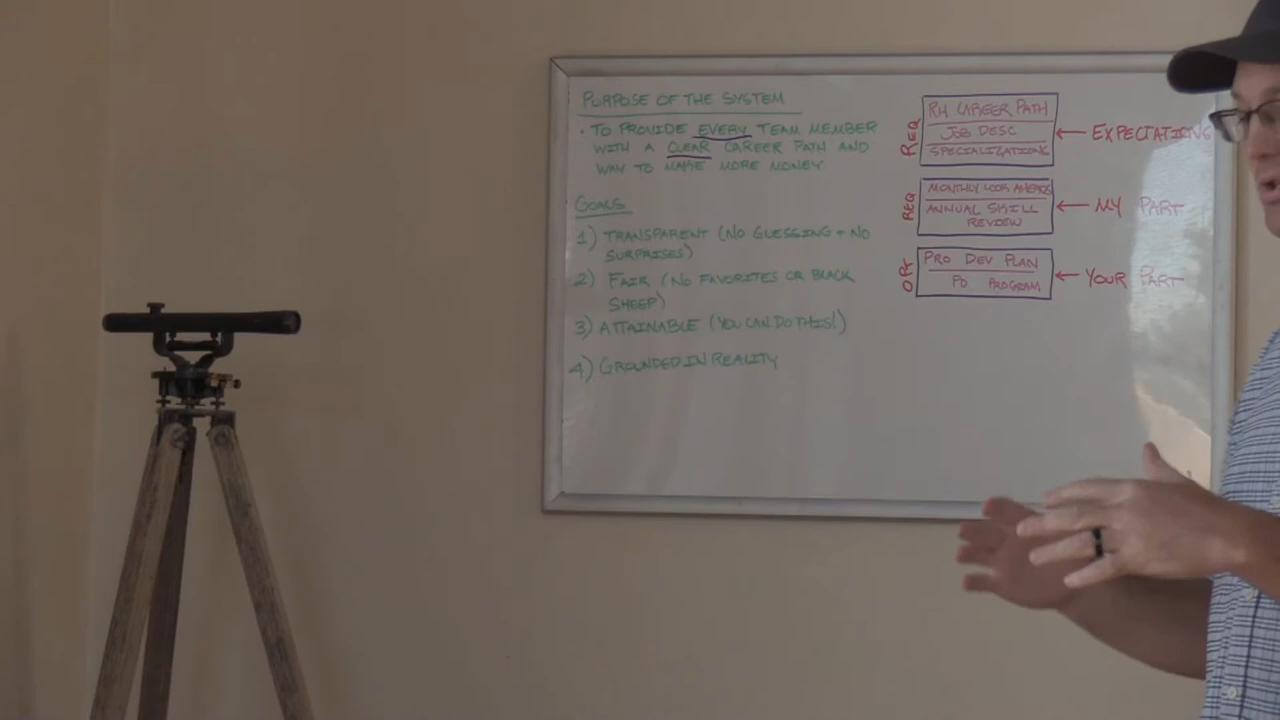 PURPOSE OF THE SYSTEM
• TO PROVIDE EVERY TEAM MEMBER
WITH A CLEAR CAREER PATH AND
WAY TO MAKE MORE MONEY
GOALS
1) TRANSPARENT (NO GUESSING + NO
SURPRISES)
2) FAIR (NO FAVORITES OR BLACK
SHEEP)
3) ATTAINABLE (YOU CAN DO THIS!)
4) GROUNDED IN REALITY
REQ
RH CAREER PATH
JOB DESC
SPECIALIZATIONS
← EXPECTATIONS
REQ
MONTHLY LOOK AHEADS
ANNUAL SKILL
REVIEW
← MY PART
OPT
PRO DEV PLAN
PD PROGRAM
← YOUR PART